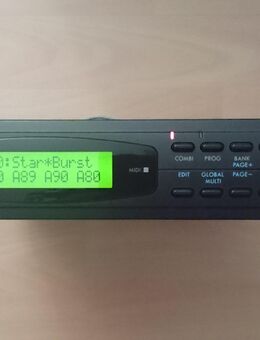 0:Star*Burst
0 A89 A90 A80
MIDI
COMBI PROG BANK PAGE+
EDIT GLOBAL MULTI PAGE−